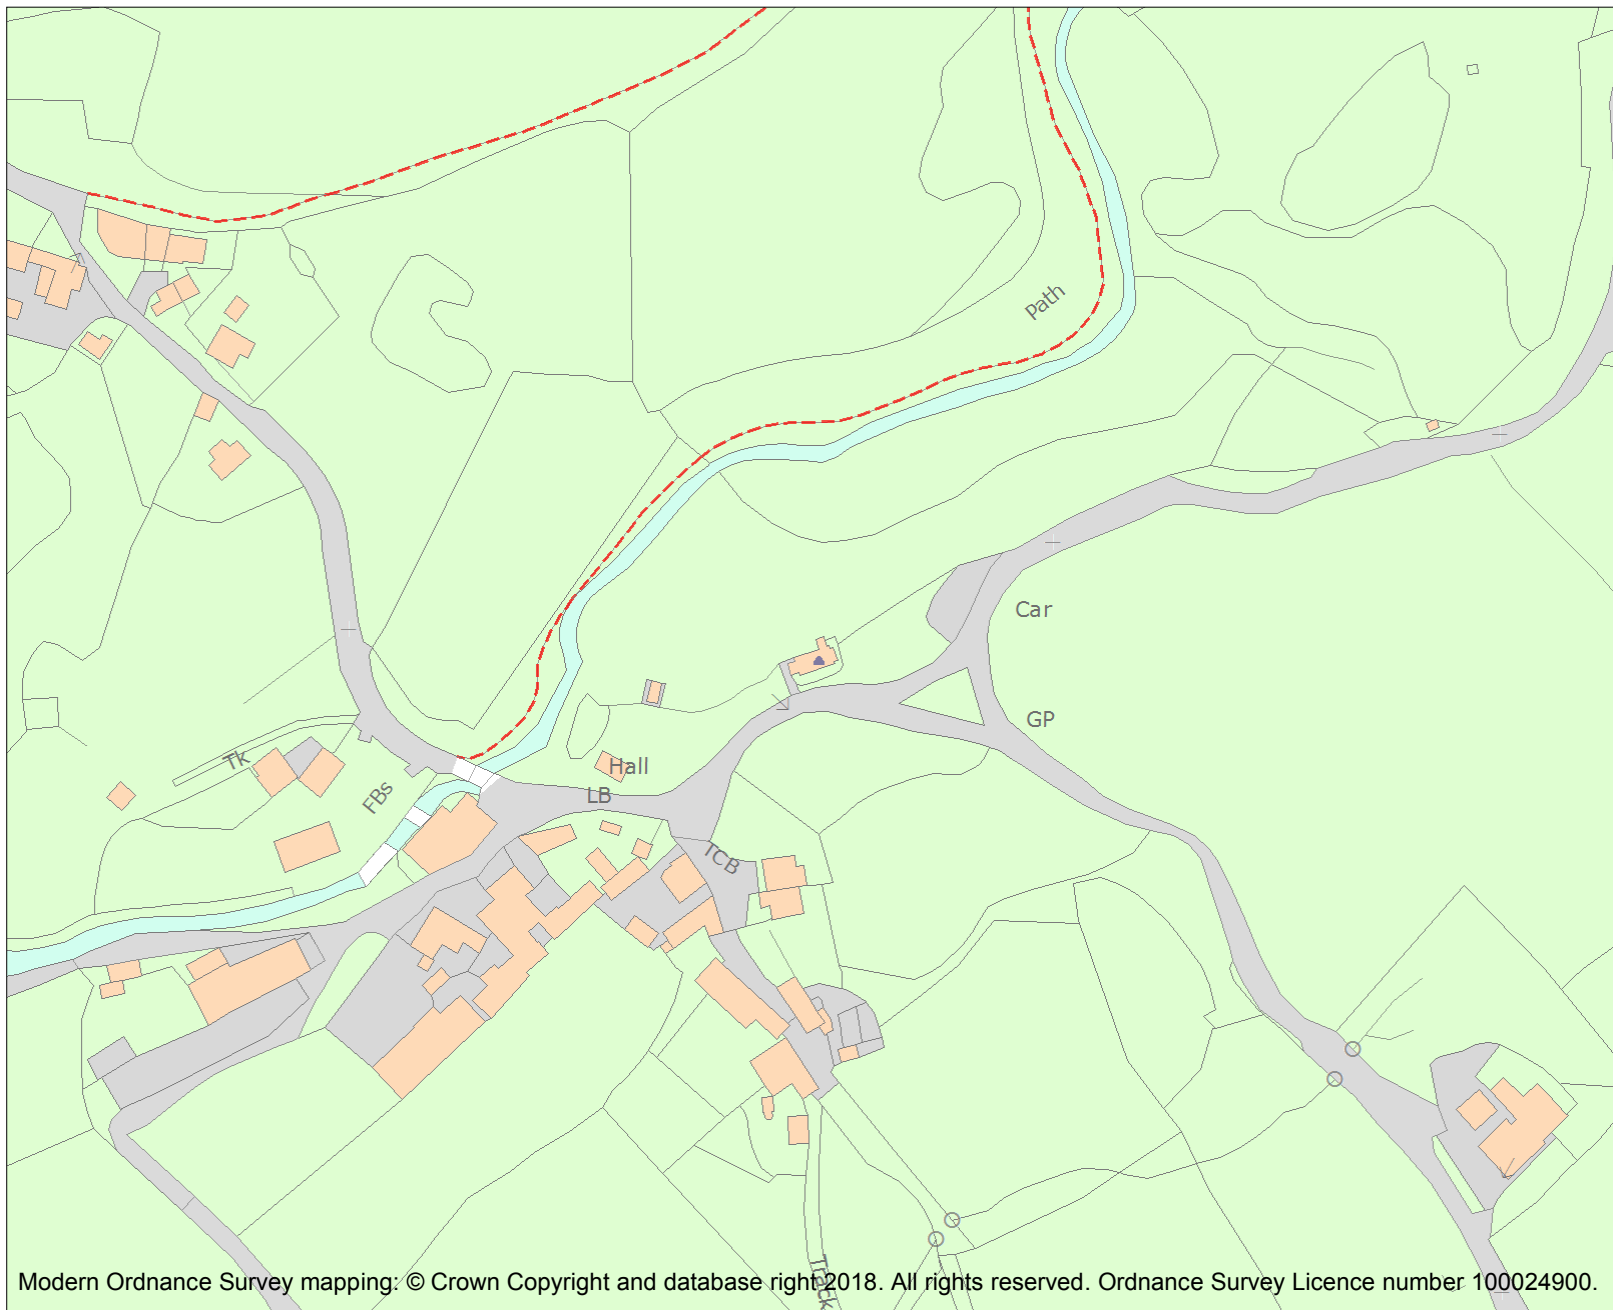 Path
Car
GP
Tk
Hall
FBs
LB
TCB
Track
Modern Ordnance Survey mapping: © Crown Copyright and database right 2018. All rights reserved. Ordnance Survey Licence number 100024900.